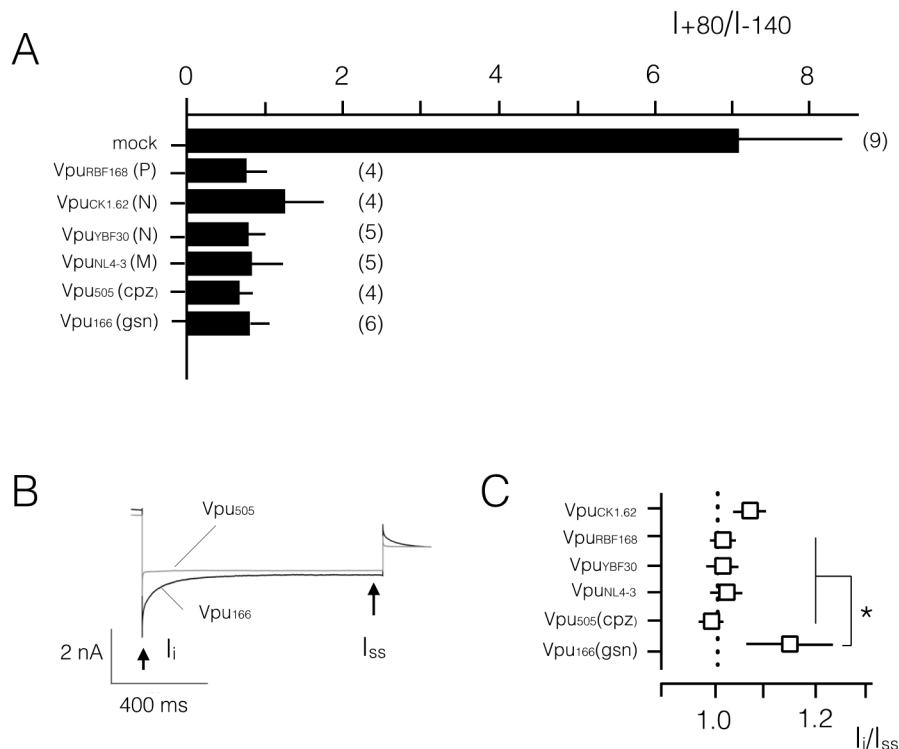 A
I+80/I-140
0 2 4 6 8
mock (9)
VpuRBF168 (P) (4)
VpuCK1.62 (N) (4)
VpuYBF30 (N) (5)
VpuNL4-3 (M) (5)
Vpu505 (cpz) (4)
Vpu166 (gsn) (6)
B
Vpu505
Vpu166
Ii
Iss
2 nA
400 ms
C
VpuCK1.62
VpuRBF168
VpuYBF30
VpuNL4-3
Vpu505(cpz)
Vpu166(gsn)
*
1.0 1.2
Ii/Iss